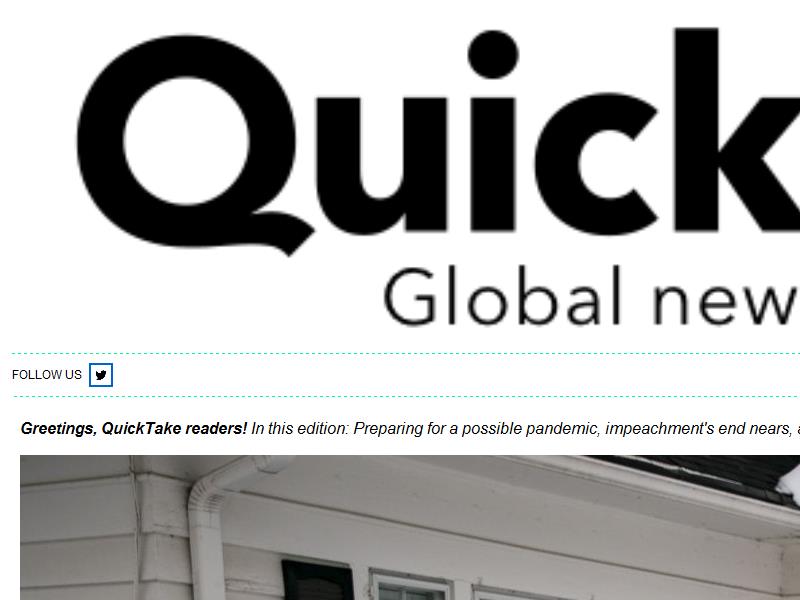 Quick
Global new
FOLLOW US
Greetings, QuickTake readers! In this edition: Preparing for a possible pandemic, impeachment's end nears,